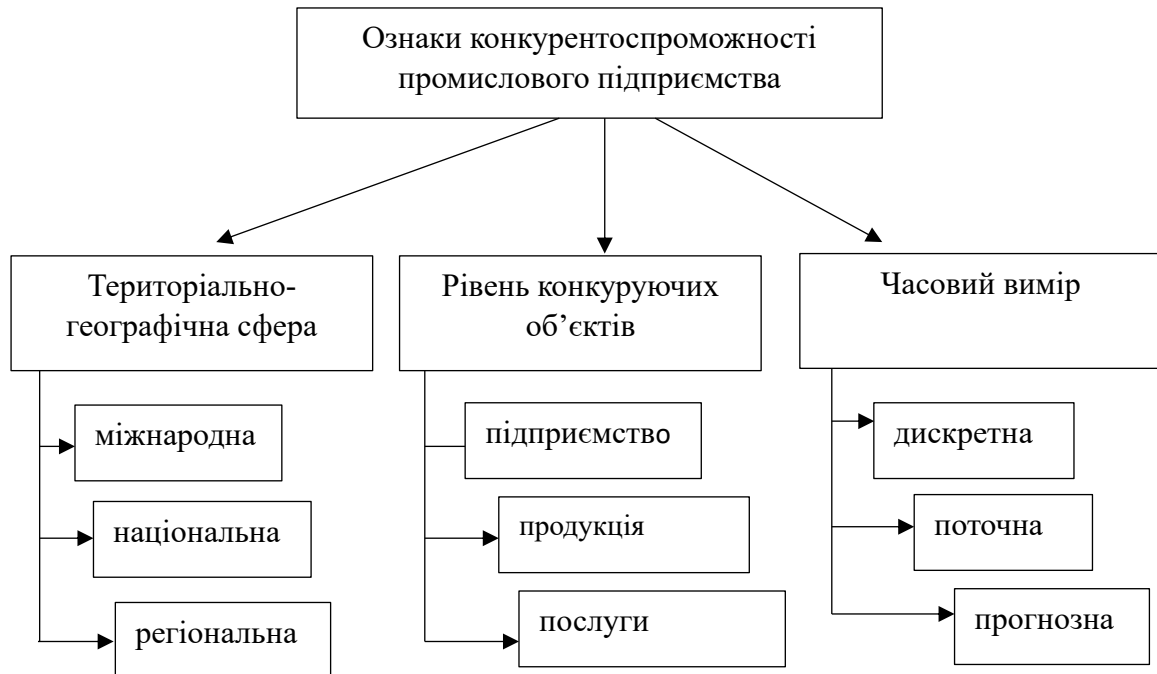 Ознаки конкурентоспроможності
промислового підприємства
Територіально-
географічна сфера
міжнародна
національна
регіональна
Рівень конкуруючих
об’єктів
підприємство
продукція
послуги
Часовий вимір
дискретна
поточна
прогнозна